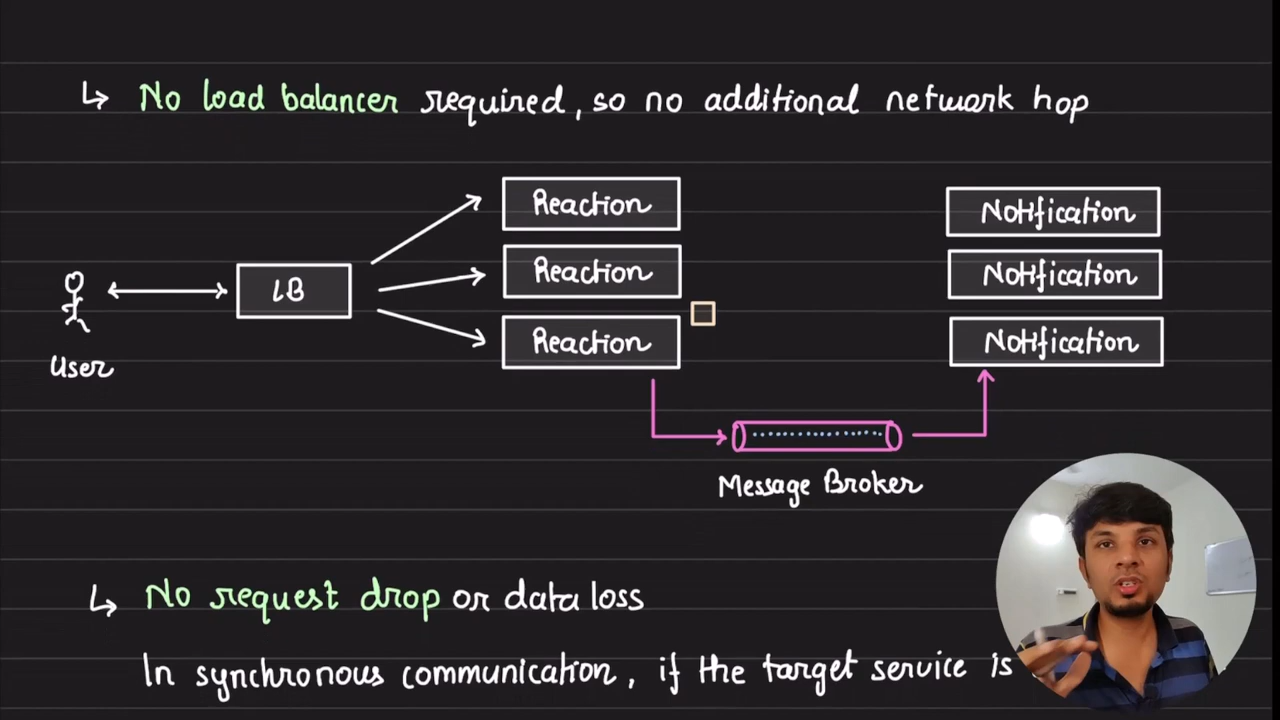 ↳ No load balancer required, so no additional network hop
Reaction
Notification
Reaction
Notification
LB
Reaction
Notification
User
Message Broker
↳ No request drop or data loss
In synchronous communication, if the target service is